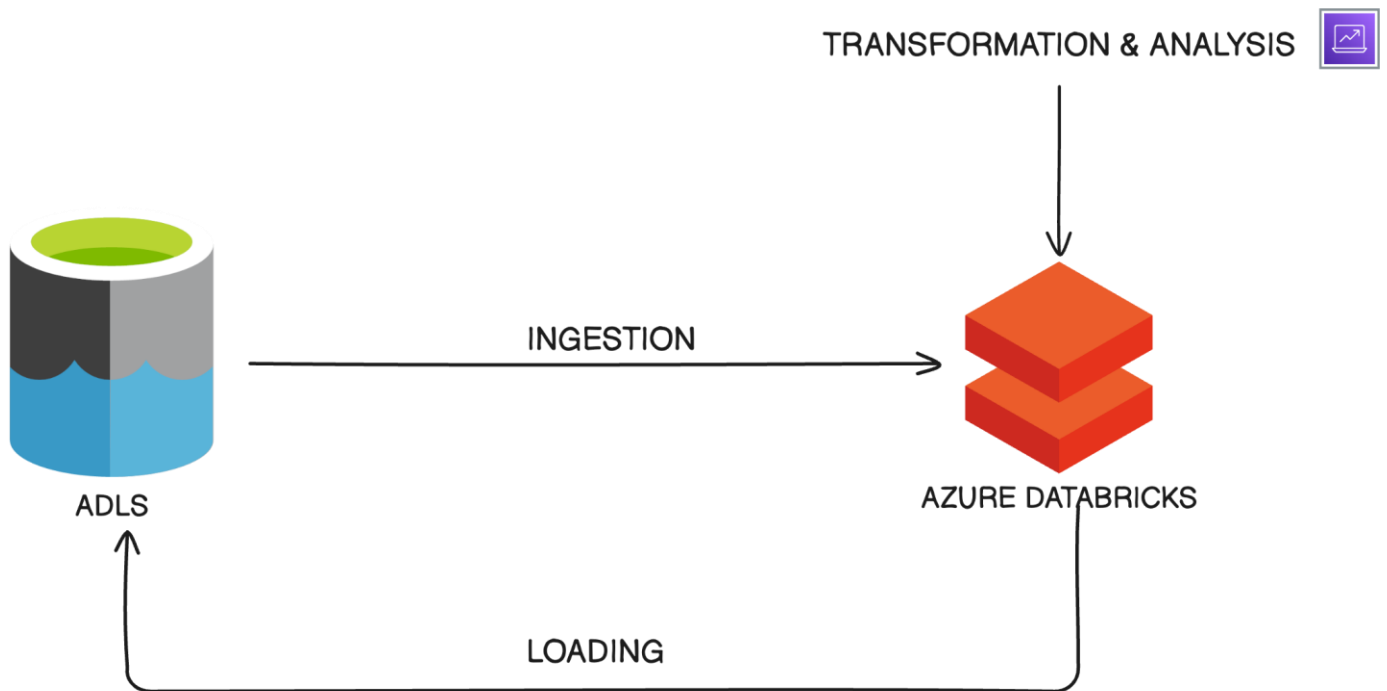 TRANSFORMATION & ANALYSIS
INGESTION
ADLS
AZURE DATABRICKS
LOADING